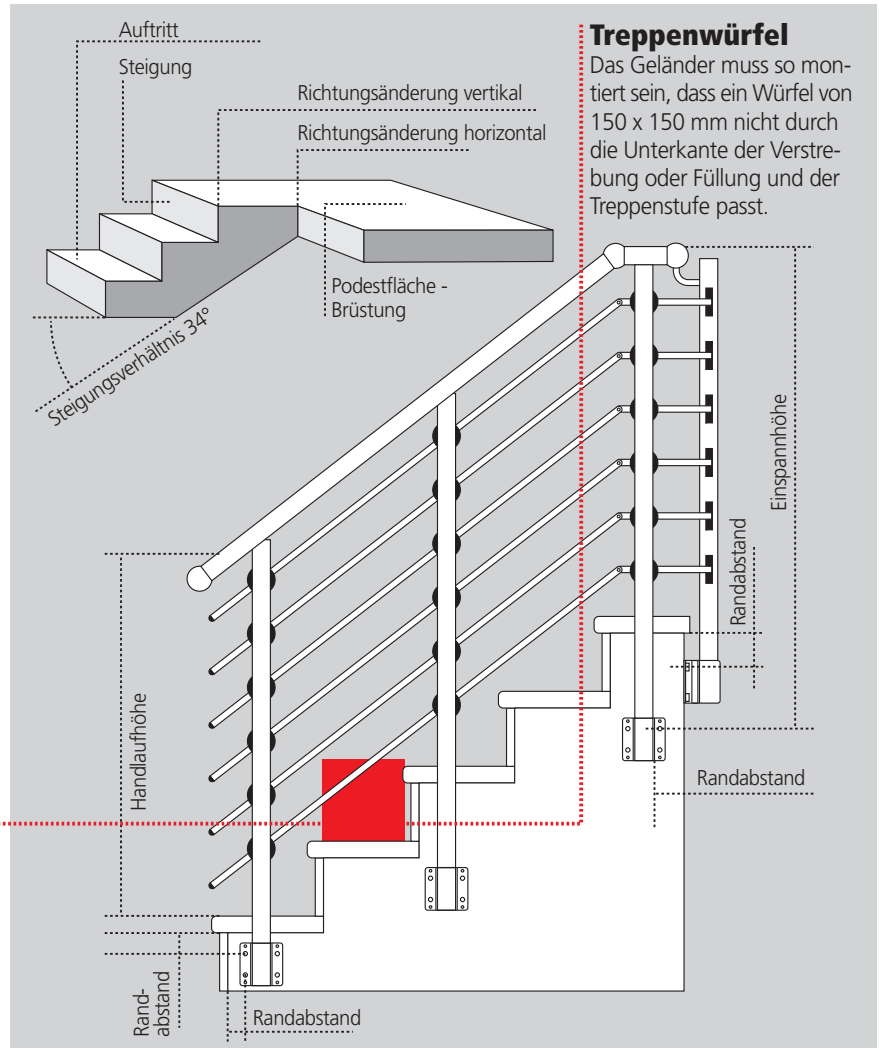 Auftritt
Steigung
Richtungsänderung vertikal
Richtungsänderung horizontal
Podestfläche -
Brüstung
Steigungsverhältnis 34°
Treppenwürfel
Das Geländer muss so mon-
tiert sein, dass ein Würfel von
150 x 150 mm nicht durch
die Unterkante der Verstre-
bung oder Füllung und der
Treppenstufe passt.
Einspannhöhe
Randabstand
Handlaufhöhe
Randabstand
Rand-
abstand
Randabstand